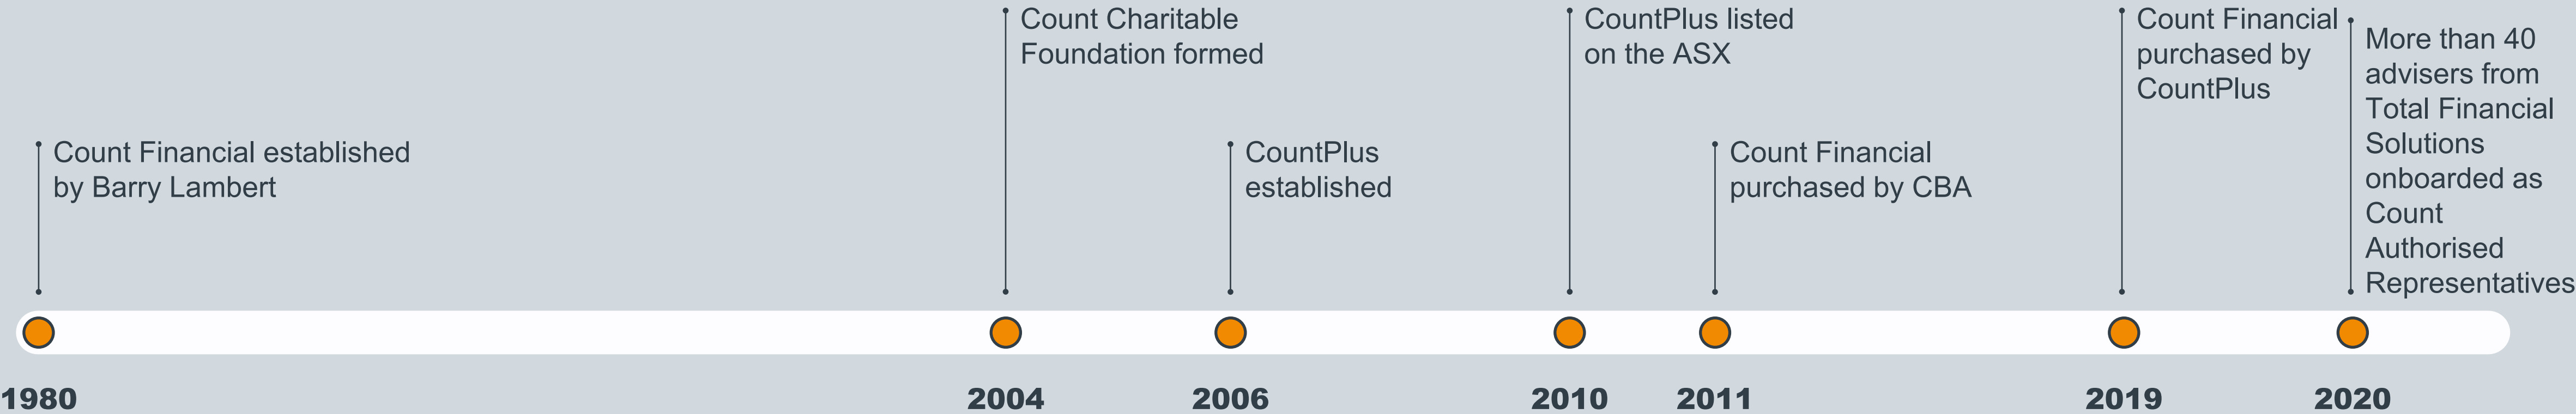 Count Financial established
by Barry Lambert
Count Charitable
Foundation formed
CountPlus
established
CountPlus listed
on the ASX
Count Financial
purchased by CBA
Count Financial
purchased by
CountPlus
More than 40
advisers from
Total Financial
Solutions
onboarded as
Count
Authorised
Representatives
1980
2004
2006
2010
2011
2019
2020